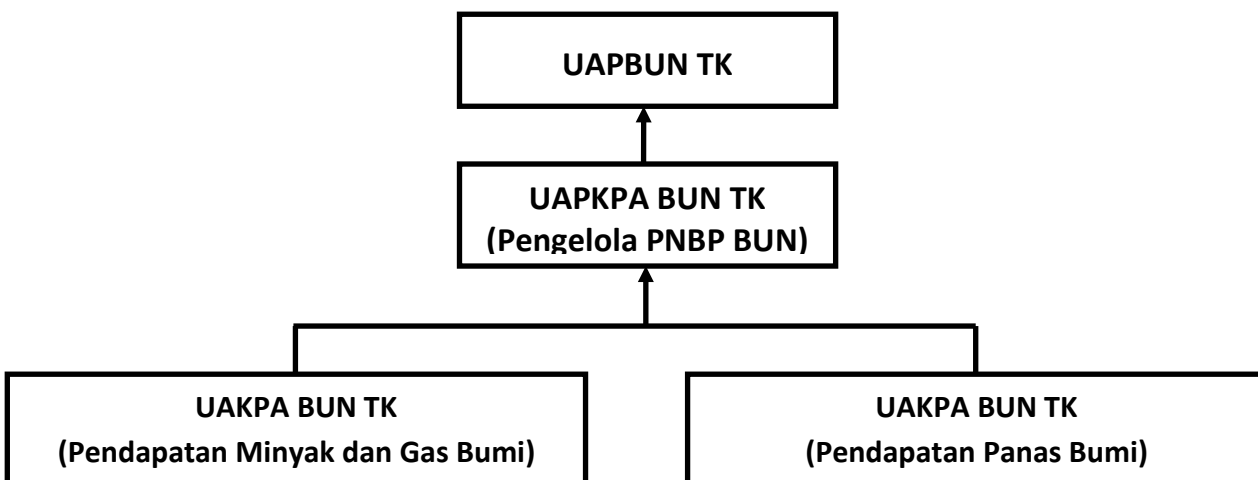 UAPBUN TK
UAPKPA BUN TK
(Pengelola PNBP BUN)
UAKPA BUN TK
(Pendapatan Minyak dan Gas Bumi)
UAKPA BUN TK
(Pendapatan Panas Bumi)